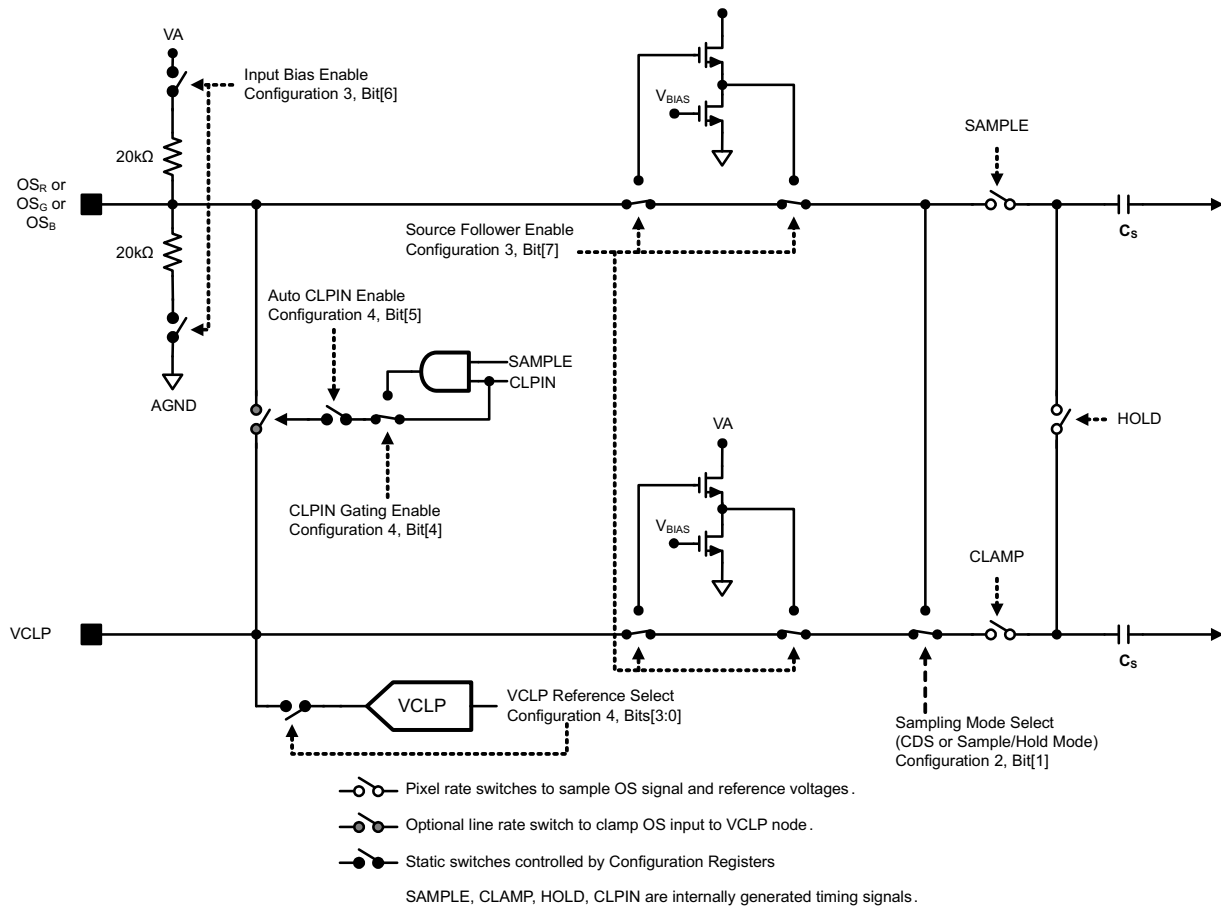 VA
Input Bias Enable
Configuration 3, Bit[6]
20kΩ
OSR or
OSG or
OSB
20kΩ
AGND
VBIAS
SAMPLE
CS
Source Follower Enable
Configuration 3, Bit[7]
Auto CLPIN Enable
Configuration 4, Bit[5]
SAMPLE
CLPIN
CLPIN Gating Enable
Configuration 4, Bit[4]
HOLD
VA
VBIAS
CLAMP
VCLP
CS
VCLP
VCLP Reference Select
Configuration 4, Bits[3:0]
Sampling Mode Select
(CDS or Sample/Hold Mode)
Configuration 2, Bit[1]
Pixel rate switches to sample OS signal and reference voltages.
Optional line rate switch to clamp OS input to VCLP node.
Static switches controlled by Configuration Registers
SAMPLE, CLAMP, HOLD, CLPIN are internally generated timing signals.